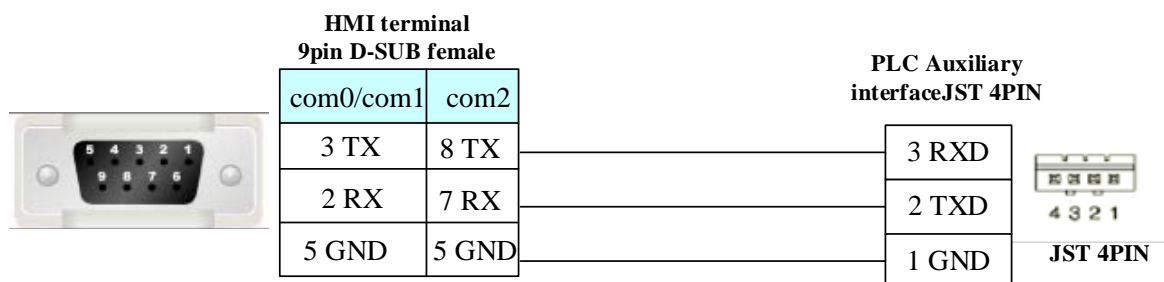 HMI terminal
9pin D-SUB female
PLC Auxiliary
interfaceJST 4PIN
com0/com1 com2
3 TX 8 TX 3 RXD
2 RX 7 RX 2 TXD
5 GND 5 GND 1 GND
5 4 3 2 1
9 8 7 6
4 3 2 1
JST 4PIN